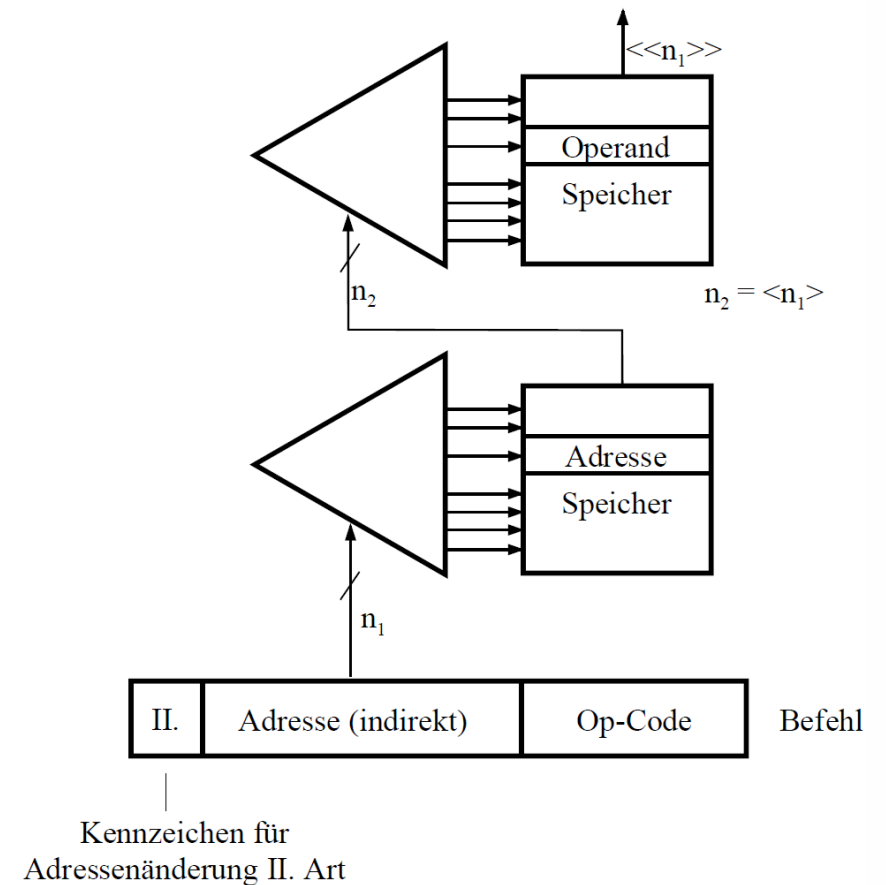 <<n₁>>
Operand
Speicher
n₂
n₂ = <n₁>
Adresse
Speicher
n₁
II. Adresse (indirekt) Op-Code Befehl
Kennzeichen für
Adressenänderung II. Art